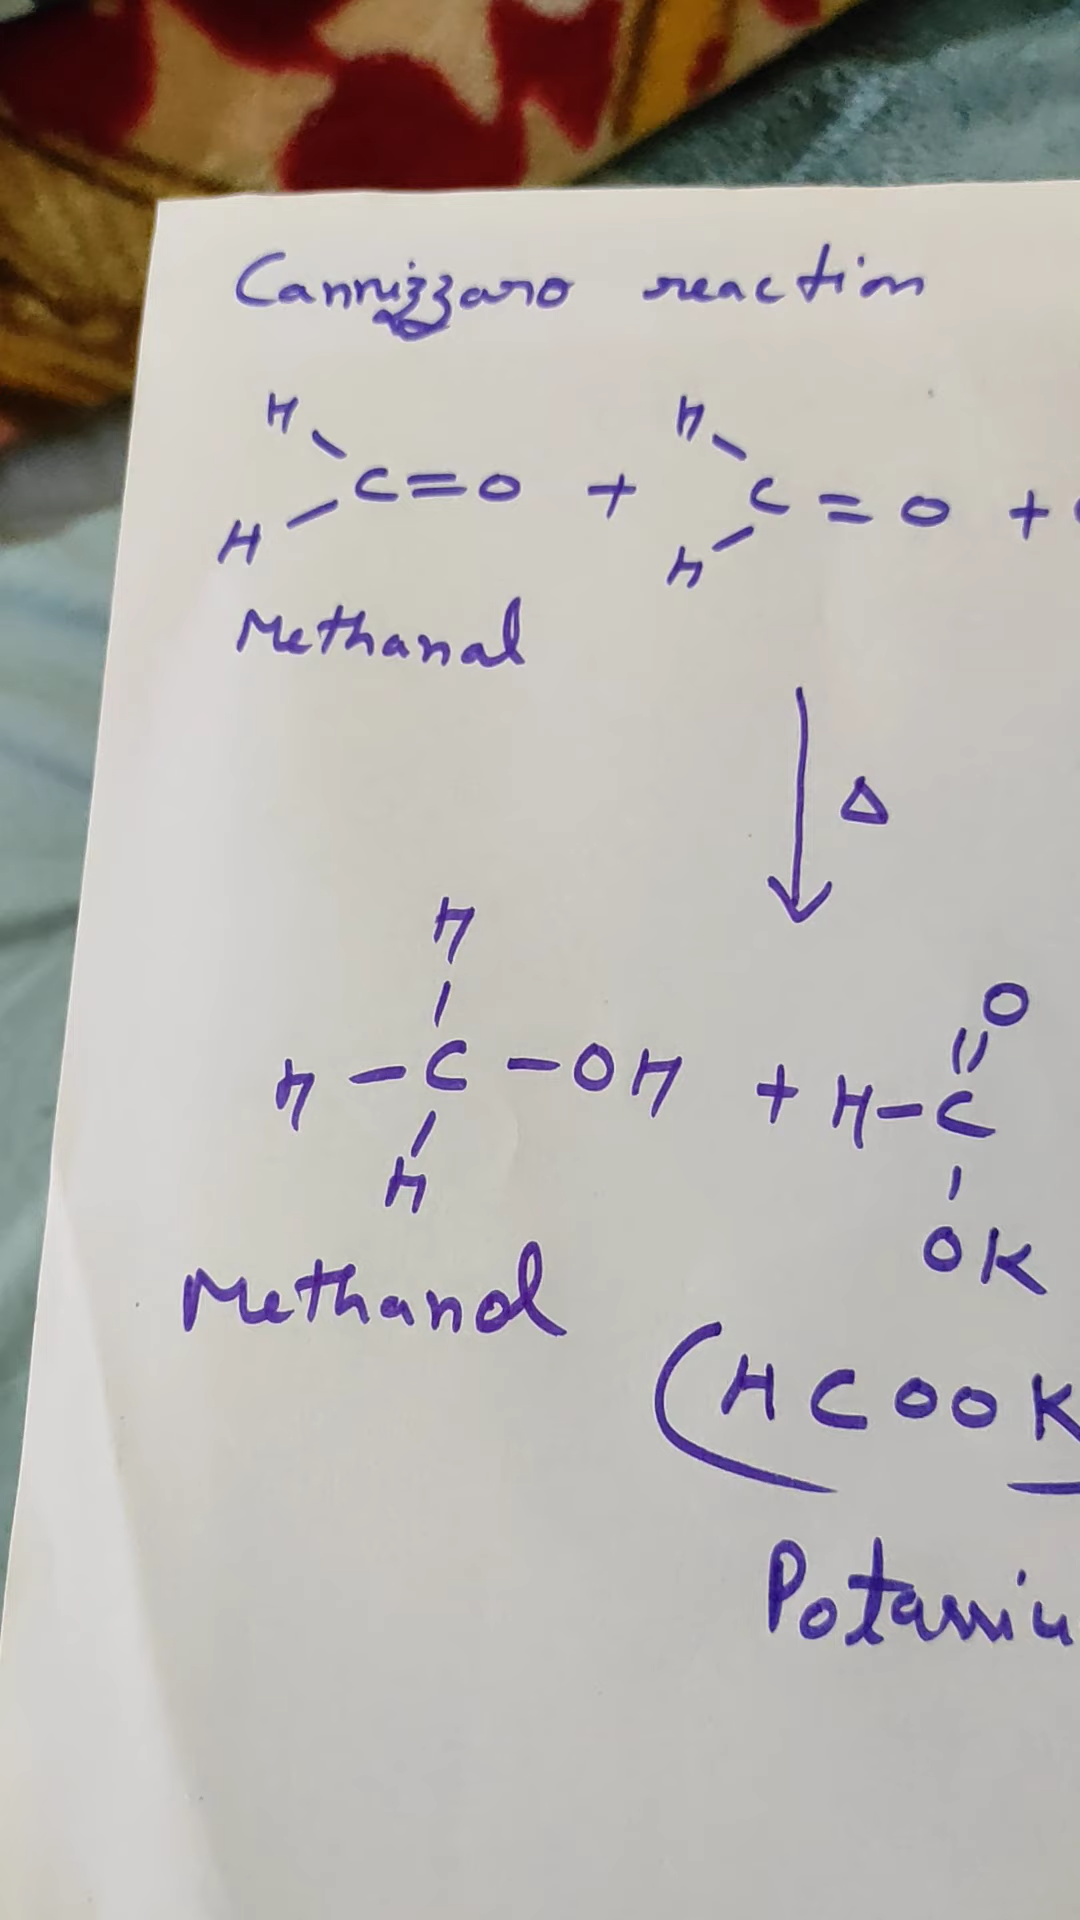 Cannizzaro reaction
H H
C=O + C=O +
H H
Methanal
Δ
H O
H-C-OH + H-C
H OK
Methanol
(HCOOK
Potassiu